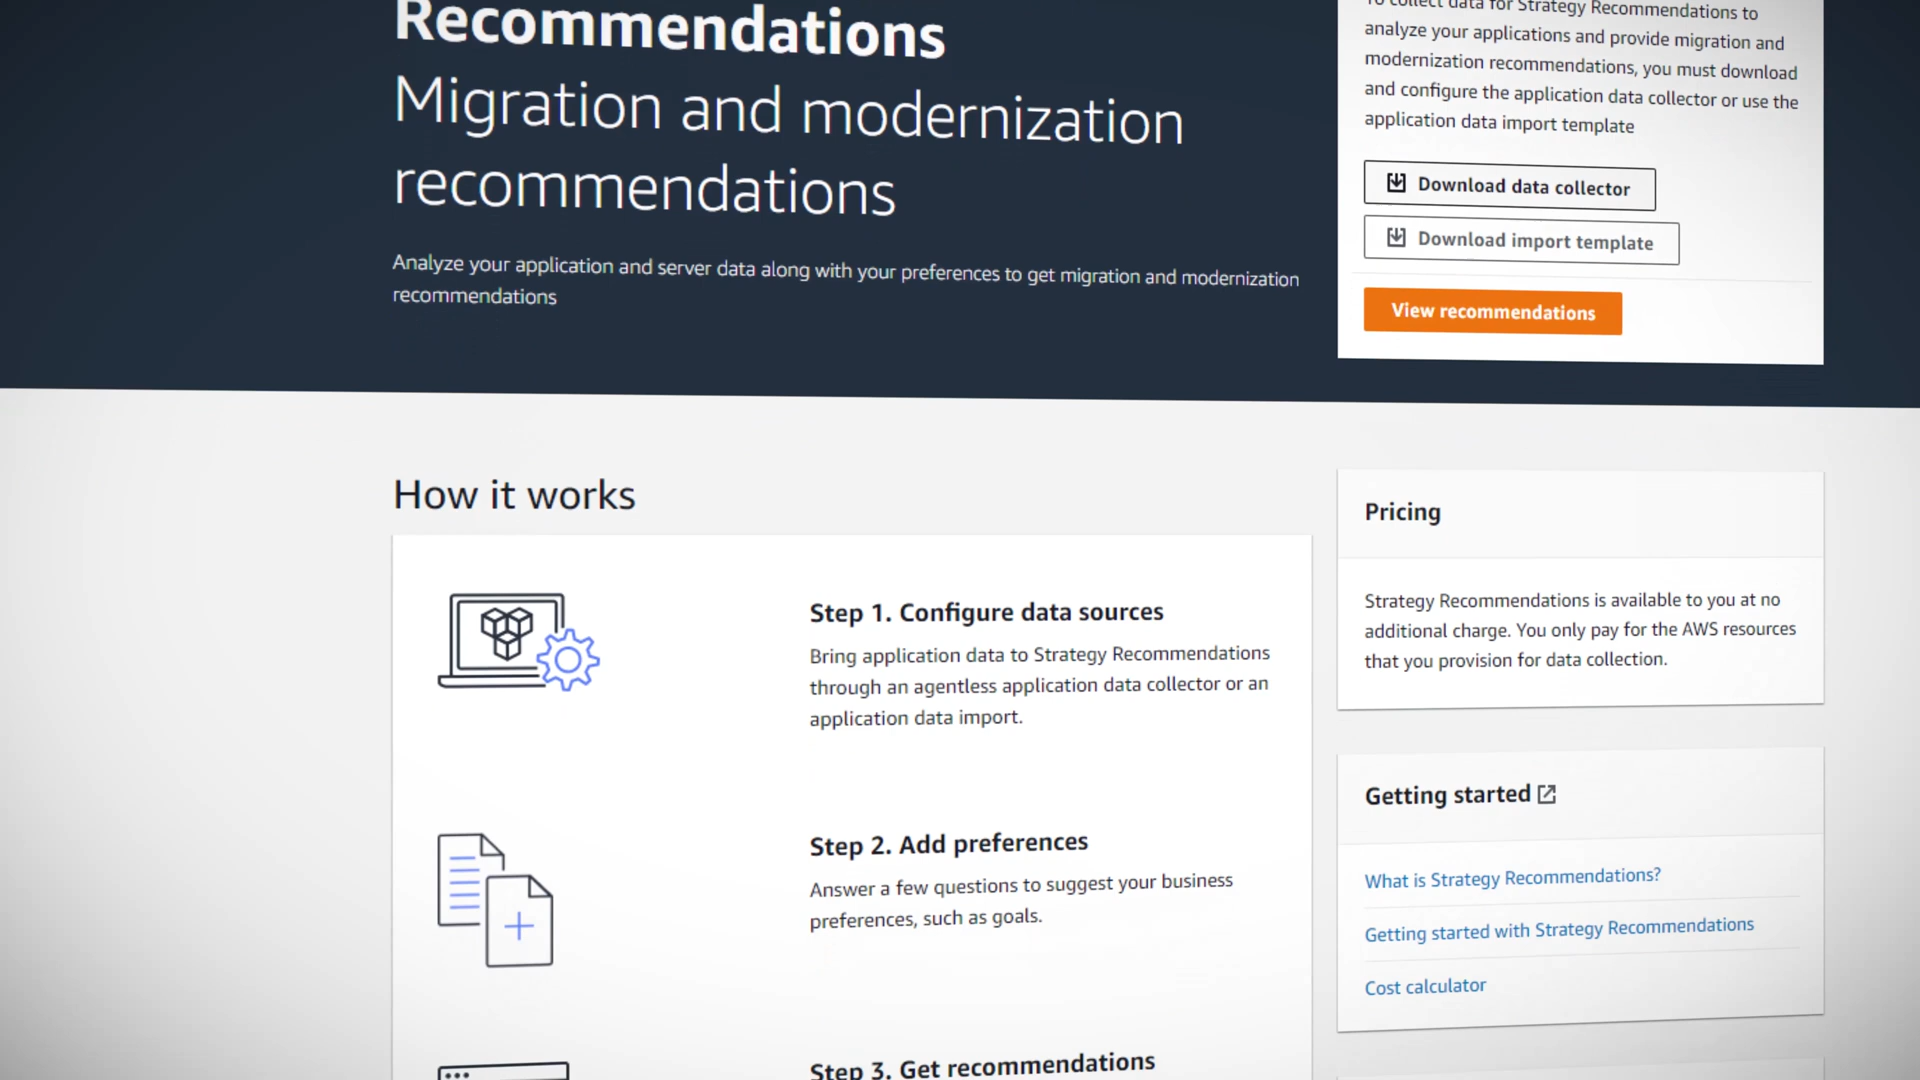 Recommendations
Migration and modernization
recommendations
Analyze your application and server data along with your preferences to get migration and modernization
recommendations
To collect data for Strategy Recommendations to
analyze your applications and provide migration and
modernization recommendations, you must download
and configure the application data collector or use the
application data import template
Download data collector
Download import template
View recommendations
How it works
Step 1. Configure data sources
Bring application data to Strategy Recommendations
through an agentless application data collector or an
application data import.
Step 2. Add preferences
Answer a few questions to suggest your business
preferences, such as goals.
Step 3. Get recommendations
Pricing
Strategy Recommendations is available to you at no
additional charge. You only pay for the AWS resources
that you provision for data collection.
Getting started
What is Strategy Recommendations?
Getting started with Strategy Recommendations
Cost calculator